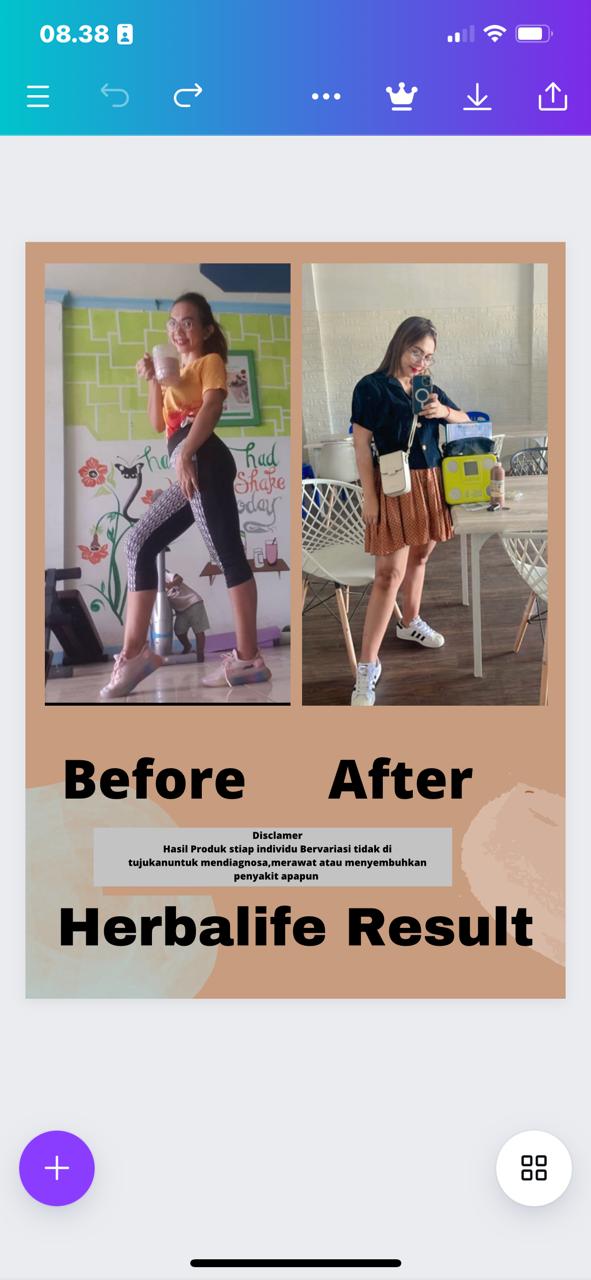 08.38
had
Shake
oday
Before After
Disclamer
Hasil Produk stiap individu Bervariasi tidak di
tujukanuntuk mendiagnosa,merawat atau menyembuhkan
penyakit apapun
Herbalife Result